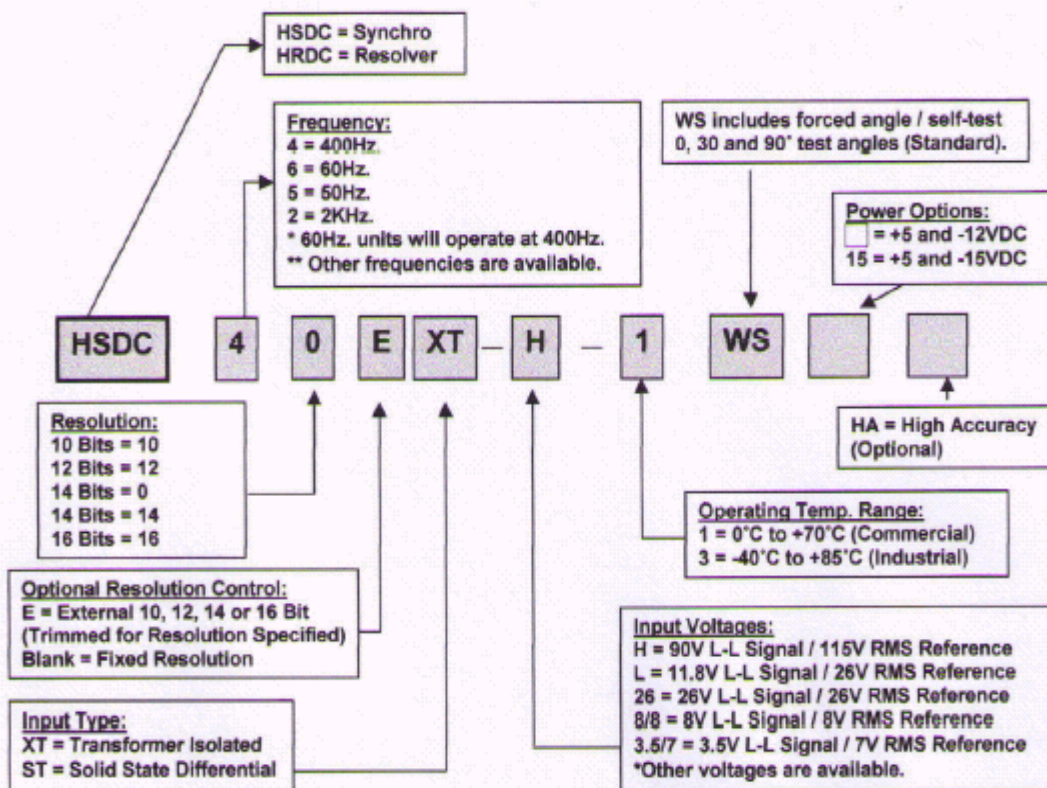 HSDC = Synchro
HRDC = Resolver
Frequency:
4 = 400Hz.
6 = 60Hz.
5 = 50Hz.
2 = 2KHz.
* 60Hz. units will operate at 400Hz.
** Other frequencies are available.
WS includes forced angle / self-test
0, 30 and 90° test angles (Standard).
Power Options:
= +5 and -12VDC
15 = +5 and -15VDC
HSDC 4 0 E XT – H – 1 WS
Resolution:
10 Bits = 10
12 Bits = 12
14 Bits = 0
14 Bits = 14
16 Bits = 16
HA = High Accuracy
(Optional)
Operating Temp. Range:
1 = 0°C to +70°C (Commercial)
3 = -40°C to +85°C (Industrial)
Optional Resolution Control:
E = External 10, 12, 14 or 16 Bit
(Trimmed for Resolution Specified)
Blank = Fixed Resolution
Input Voltages:
H = 90V L-L Signal / 115V RMS Reference
L = 11.8V L-L Signal / 26V RMS Reference
26 = 26V L-L Signal / 26V RMS Reference
8/8 = 8V L-L Signal / 8V RMS Reference
3.5/7 = 3.5V L-L Signal / 7V RMS Reference
*Other voltages are available.
Input Type:
XT = Transformer Isolated
ST = Solid State Differential